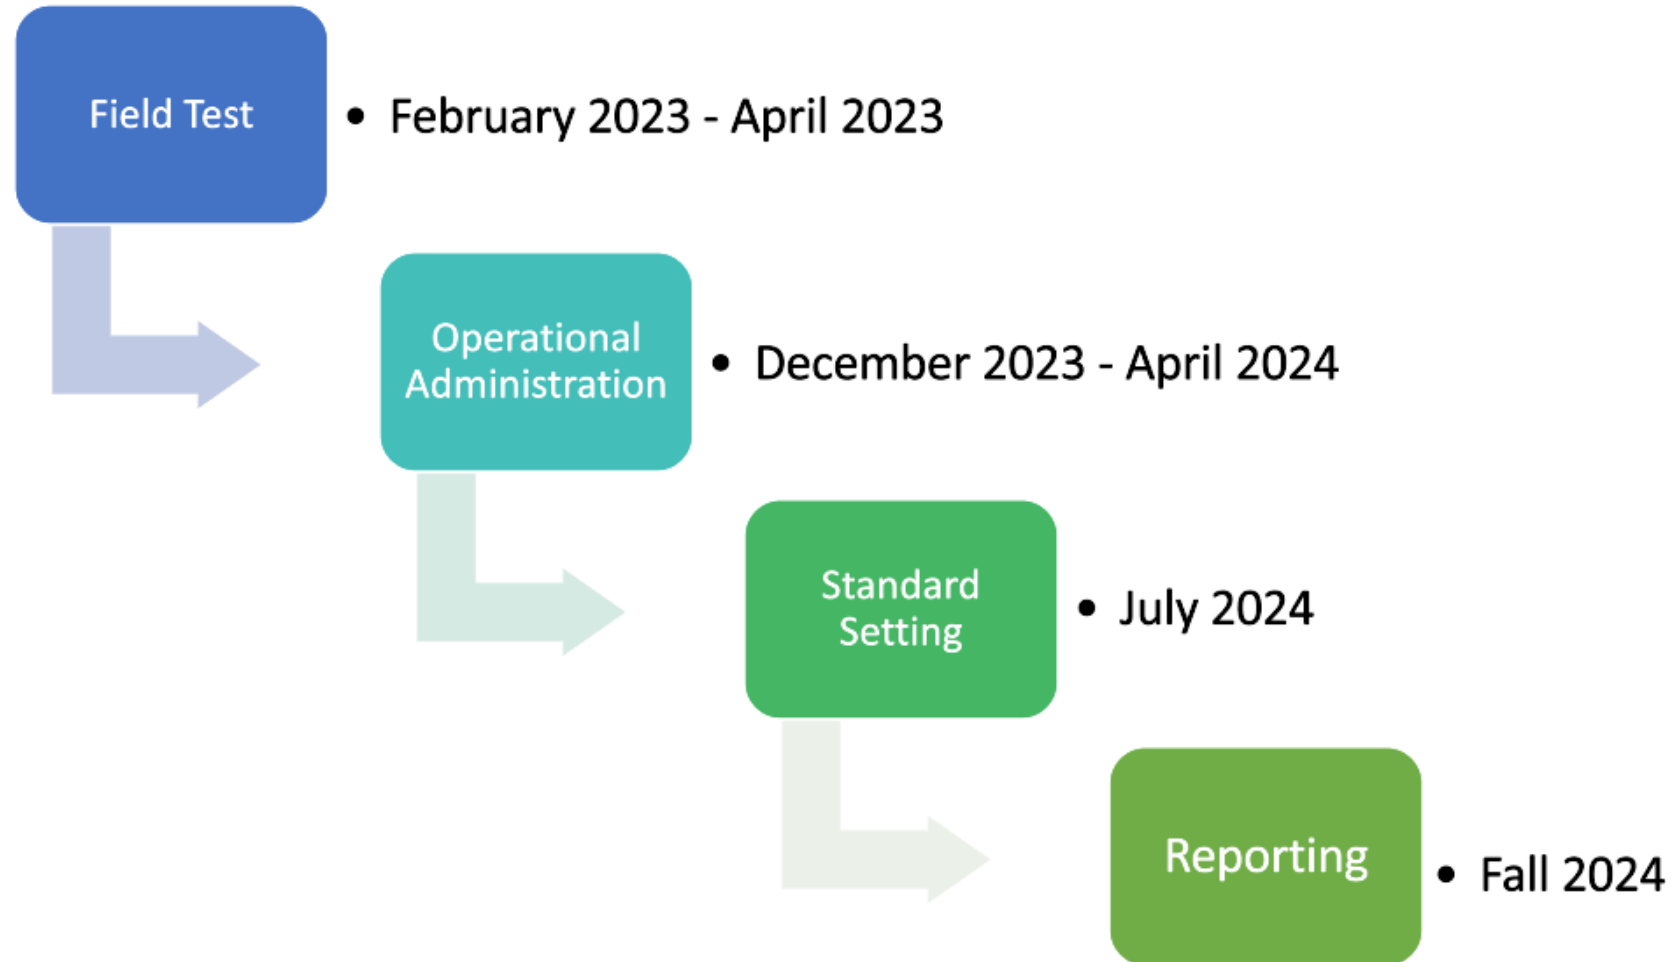 Field Test
• February 2023 - April 2023
Operational
Administration
• December 2023 - April 2024
Standard
Setting
• July 2024
Reporting
• Fall 2024